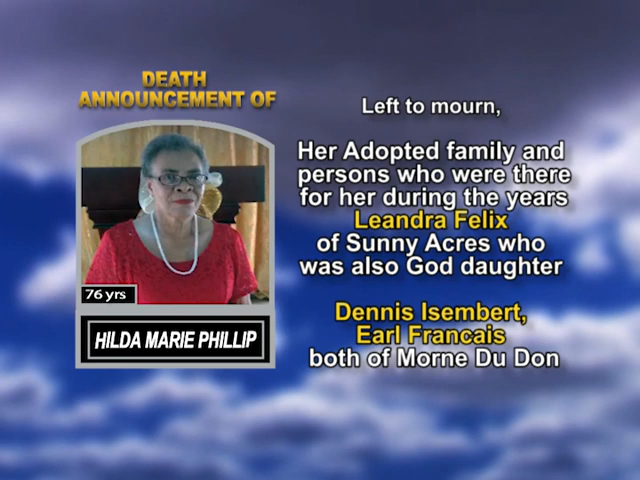 DEATH
ANNOUNCEMENT OF
76 yrs
HILDA MARIE PHILLIP
Left to mourn,
Her Adopted family and
persons who were there
for her during the years
Leandra Felix
of Sunny Acres who
was also God daughter
Dennis Isembert,
Earl Francais
both of Morne Du Don